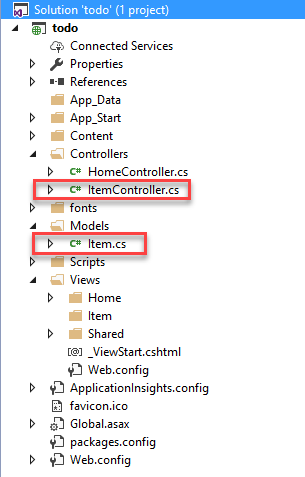 Solution 'todo' (1 project)
todo
Connected Services
Properties
References
App_Data
App_Start
Content
Controllers
C# HomeController.cs
C# ItemController.cs
fonts
Models
C# Item.cs
Scripts
Views
Home
Item
Shared
_ViewStart.cshtml
Web.config
ApplicationInsights.config
favicon.ico
Global.asax
packages.config
Web.config